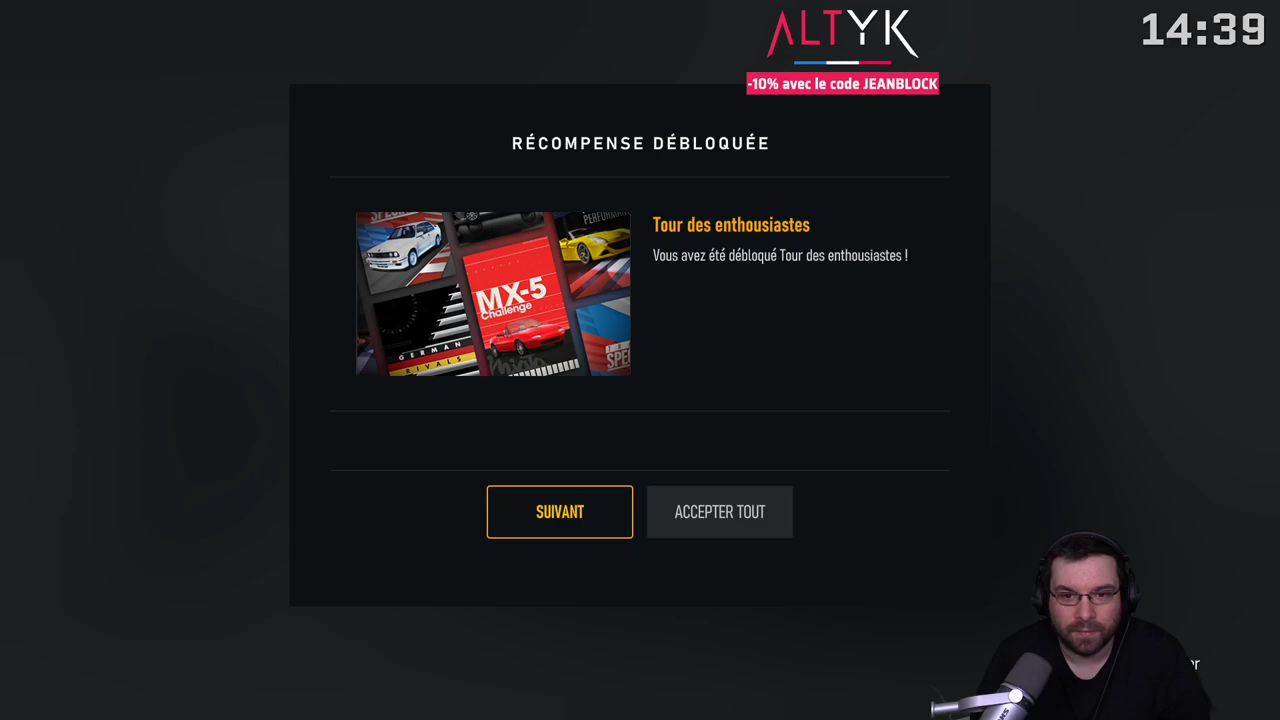 ALTYK
14:39
-10% avec le code JEANBLOCK
RÉCOMPENSE DÉBLOQUÉE
Tour des enthousiastes
Vous avez été débloqué Tour des enthousiastes !
MX-5
Challenge
GERMAN
RIVALS
SUIVANT
ACCEPTER TOUT